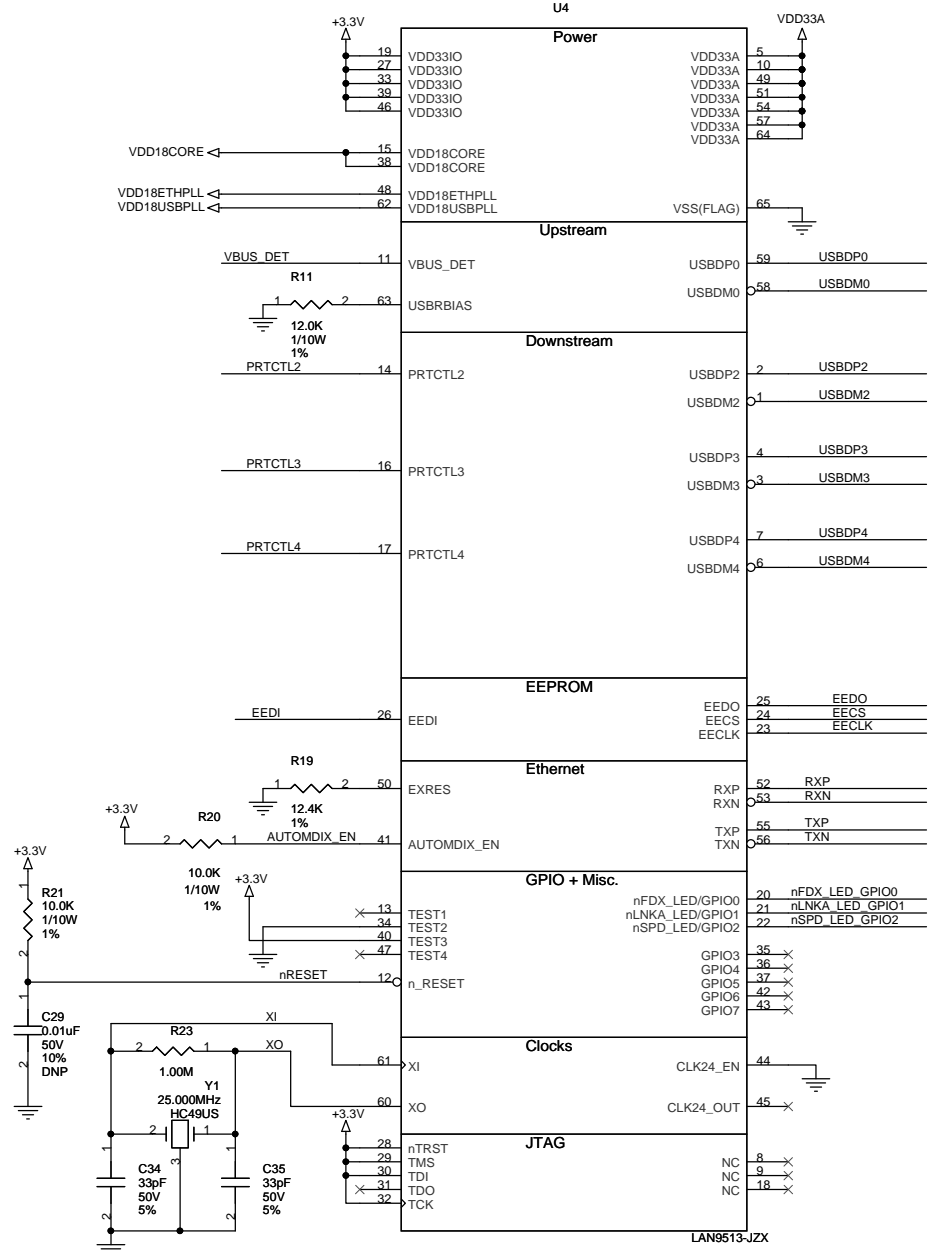 U4
+3.3V
VDD33A
Power
19 VDD33IO
27 VDD33IO
33 VDD33IO
39 VDD33IO
46 VDD33IO
VDD33A 5
VDD33A 10
VDD33A 49
VDD33A 51
VDD33A 54
VDD33A 57
VDD33A 64
VDD18CORE 15 VDD18CORE
38 VDD18CORE
VDD18ETHPLL 48 VDD18ETHPLL
VDD18USBPLL 62 VDD18USBPLL
VSS(FLAG) 65
Upstream
VBUS_DET 11 VBUS_DET
USBDP0 59 USBDP0
USBDM0 58 USBDM0
R11
1 2 63 USBRBIAS
12.0K
1/10W
1%
Downstream
PRTCTL2 14 PRTCTL2
USBDP2 2 USBDP2
USBDM2 1 USBDM2
PRTCTL3 16 PRTCTL3
USBDP3 4 USBDP3
USBDM3 3 USBDM3
PRTCTL4 17 PRTCTL4
USBDP4 7 USBDP4
USBDM4 6 USBDM4
EEPROM
EEDI 26 EEDI
EEDO 25 EEDO
EECS 24 EECS
EECLK 23 EECLK
Ethernet
R19
1 2 50 EXRES
12.4K
1%
RXP 52 RXP
RXN 53 RXN
TXP 55 TXP
TXN 56 TXN
+3.3V
R20
2 1 AUTOMDIX_EN 41 AUTOMDIX_EN
10.0K
1/10W
1%
GPIO + Misc.
+3.3V
13 TEST1
34 TEST2
40 TEST3
47 TEST4
nFDX_LED/GPIO0 20 nFDX_LED_GPIO0
nLNKA_LED/GPIO1 21 nLNKA_LED_GPIO1
nSPD_LED/GPIO2 22 nSPD_LED_GPIO2
GPIO3 35
GPIO4 36
GPIO5 37
GPIO6 42
GPIO7 43
+3.3V
1
R21
10.0K
1/10W
1%
2
nRESET 12 n_RESET
1
C29
0.01uF
50V
10%
DNP
2
Clocks
XI
R23
XO
2 1
1.00M
61 XI
60 XO
CLK24_EN 44
CLK24_OUT 45
Y1
25.000MHz
HC49US
2 1
3
1
C34
33pF
50V
5%
2
1
C35
33pF
50V
5%
2
JTAG
+3.3V
28 nTRST
29 TMS
30 TDI
31 TDO
32 TCK
NC 8
NC 9
NC 18
LAN9513-JZX